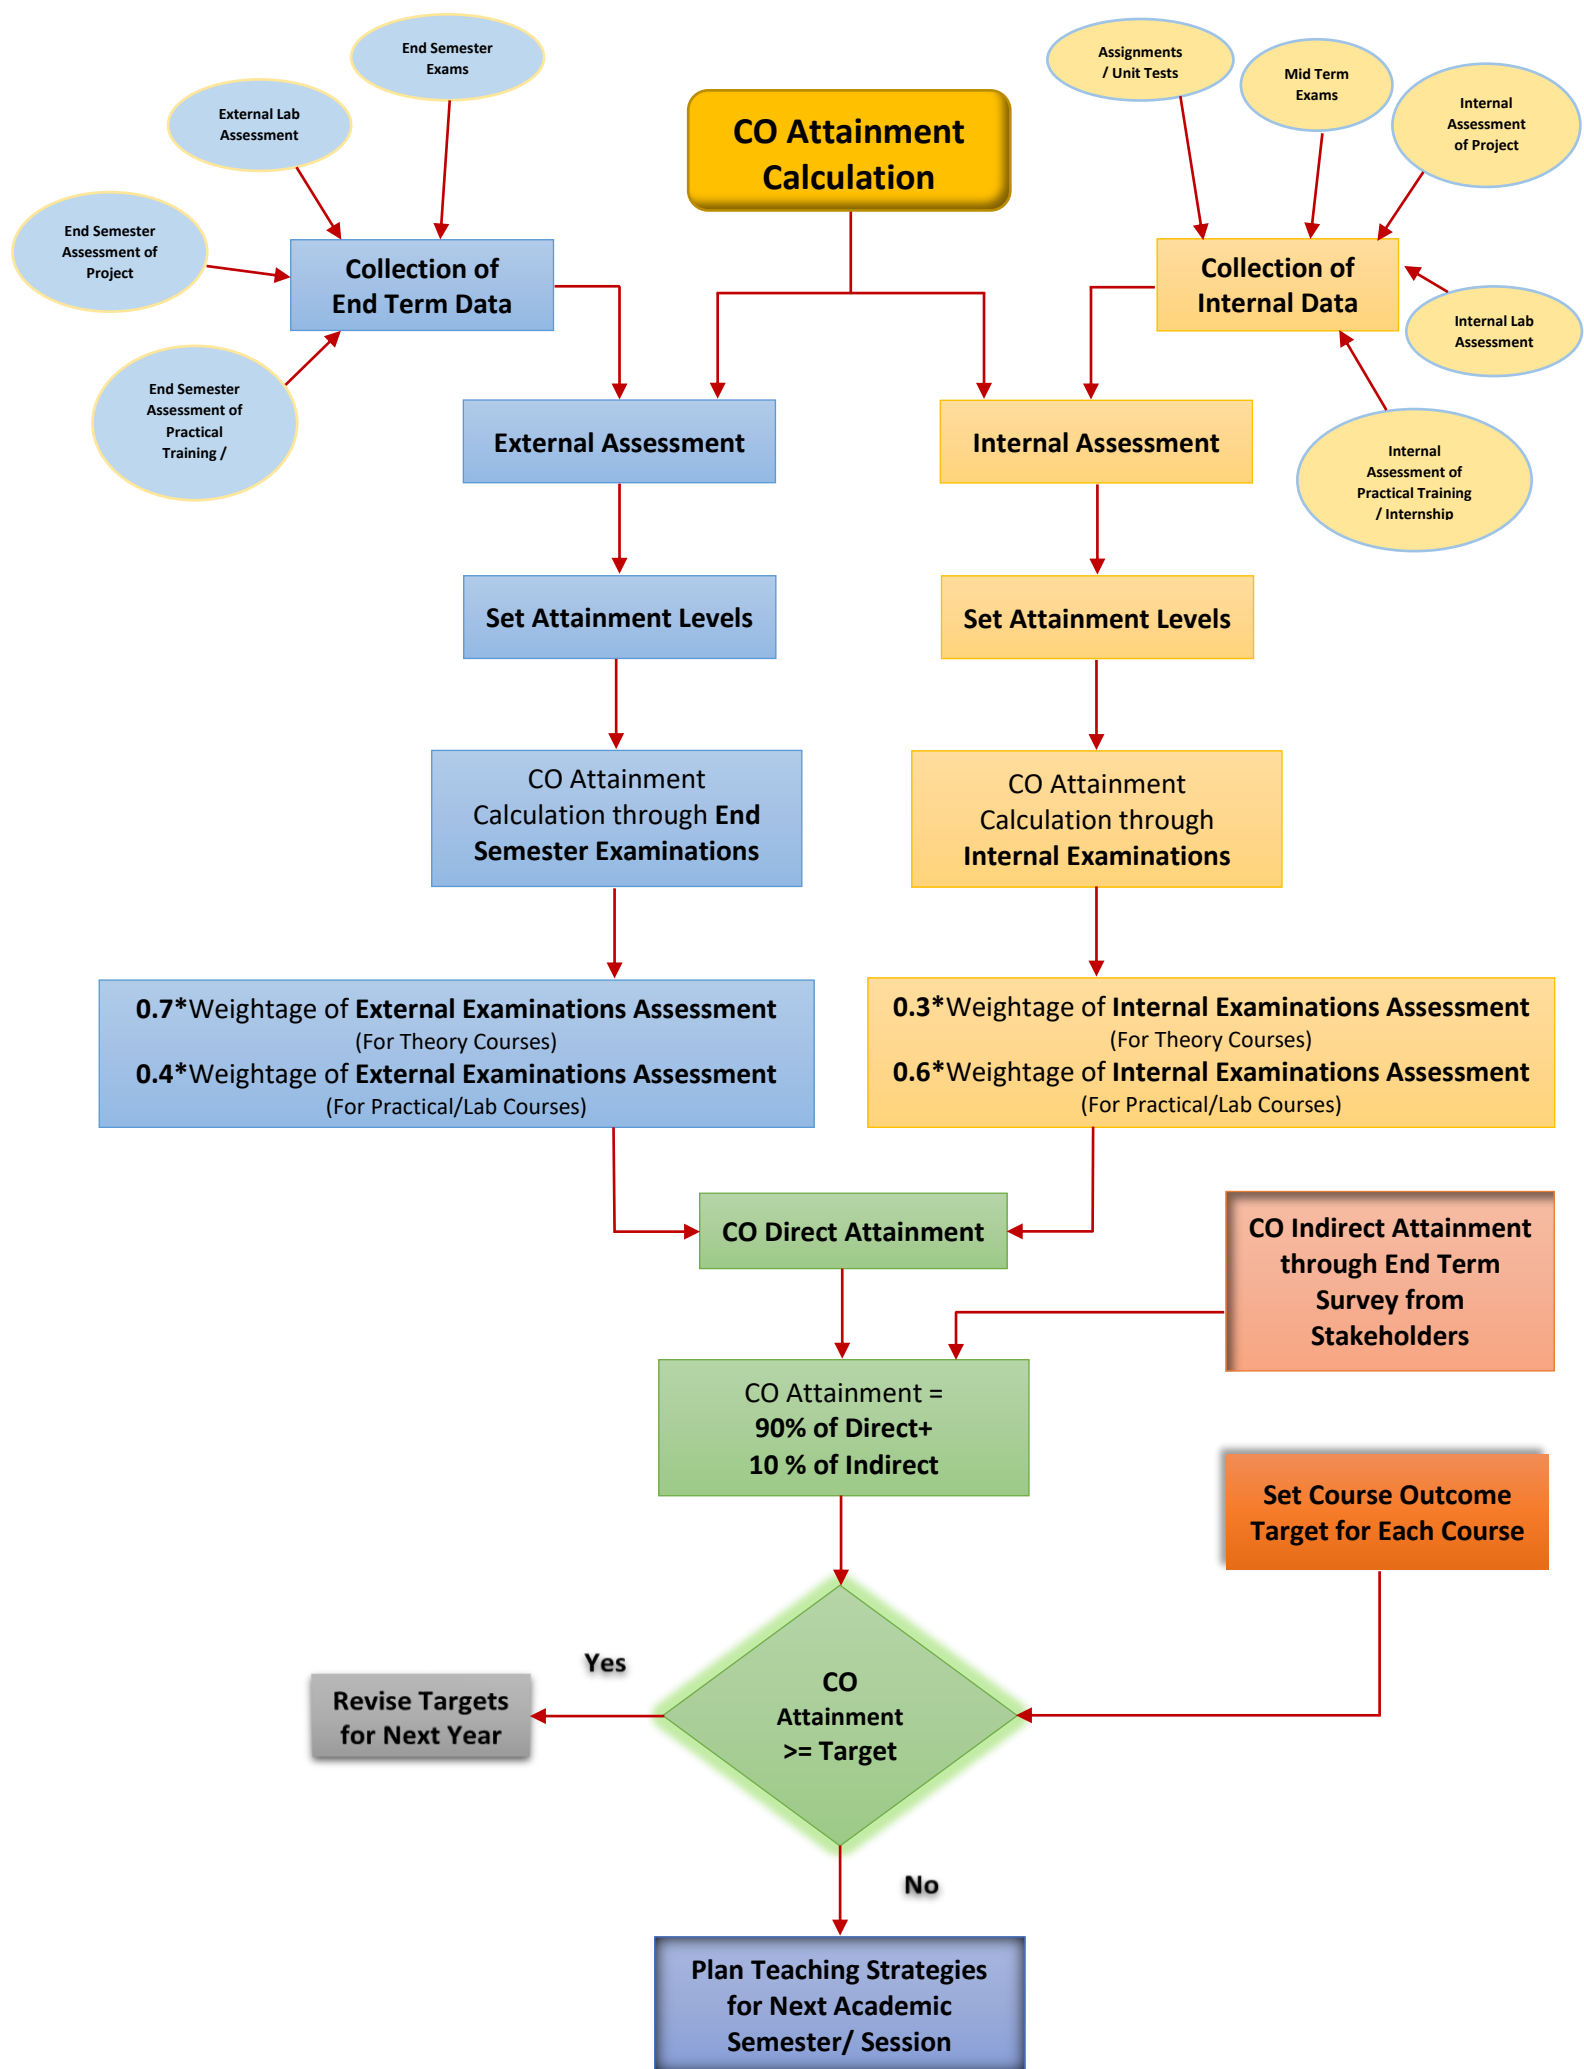 End Semester
Exams
Assignments
/ Unit Tests
Mid Term
Exams
External Lab
Assessment
CO Attainment
Calculation
Internal
Assessment
of Project
End Semester
Assessment of
Project
Collection of
End Term Data
Collection of
Internal Data
Internal Lab
Assessment
End Semester
Assessment of
Practical
Training /
External Assessment
Internal Assessment
Internal
Assessment of
Practical Training
/ Internship
Set Attainment Levels
Set Attainment Levels
CO Attainment
Calculation through End
Semester Examinations
CO Attainment
Calculation through
Internal Examinations
0.7*Weightage of External Examinations Assessment
(For Theory Courses)
0.4*Weightage of External Examinations Assessment
(For Practical/Lab Courses)
0.3*Weightage of Internal Examinations Assessment
(For Theory Courses)
0.6*Weightage of Internal Examinations Assessment
(For Practical/Lab Courses)
CO Direct Attainment
CO Indirect Attainment
through End Term
Survey from
Stakeholders
CO Attainment =
90% of Direct+
10 % of Indirect
Set Course Outcome
Target for Each Course
Yes
Revise Targets
for Next Year
CO
Attainment
>= Target
No
Plan Teaching Strategies
for Next Academic
Semester/ Session